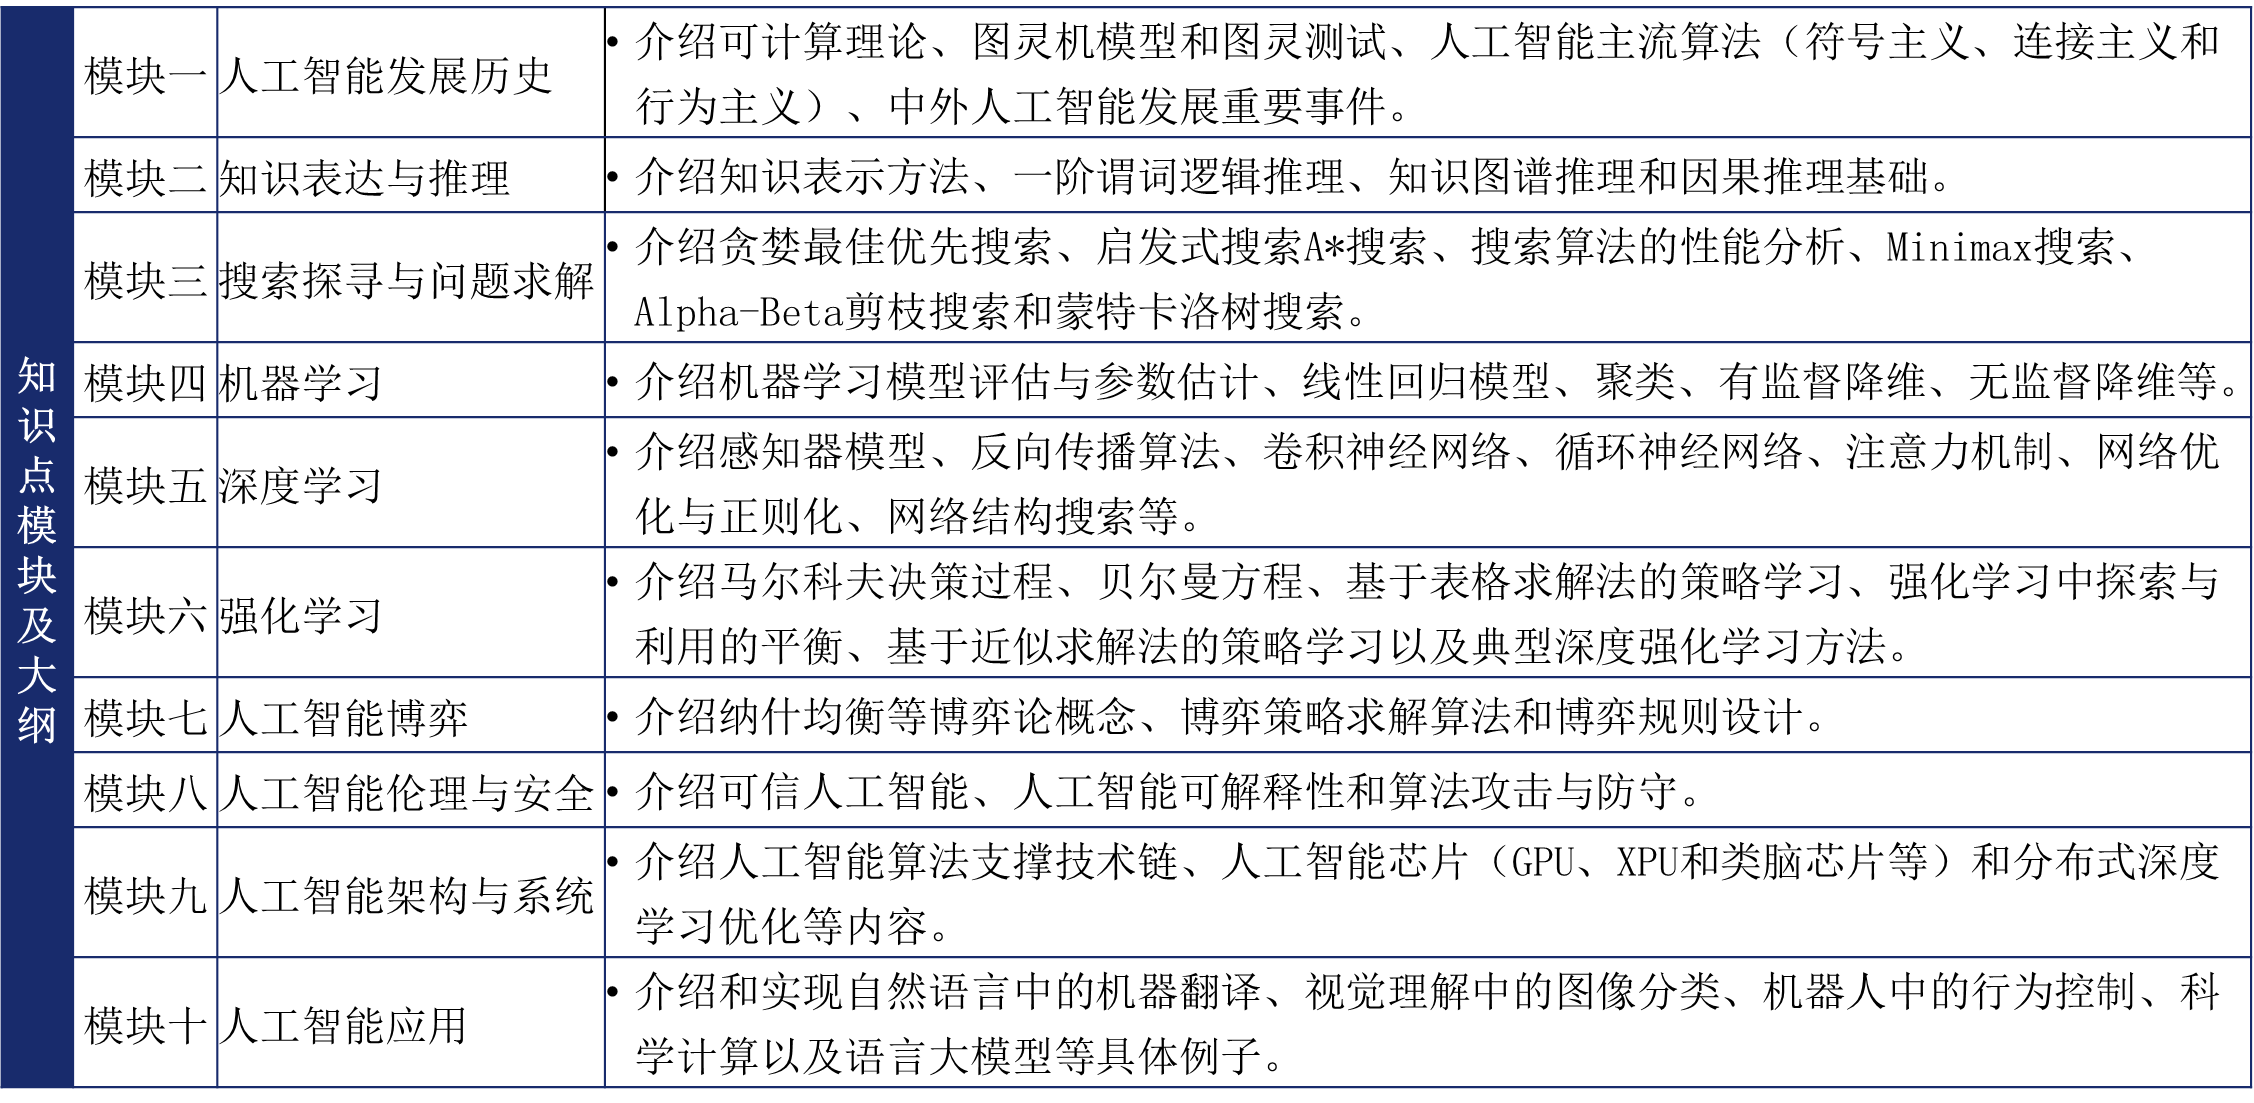 知识点模块及大纲
模块一
人工智能发展历史
• 介绍可计算理论、图灵机模型和图灵测试、人工智能主流算法（符号主义、连接主义和
行为主义）、中外人工智能发展重要事件。
模块二
知识表达与推理
• 介绍知识表示方法、一阶谓词逻辑推理、知识图谱推理和因果推理基础。
模块三
搜索探寻与问题求解
• 介绍贪婪最佳优先搜索、启发式搜索A*搜索、搜索算法的性能分析、Minimax搜索、
Alpha-Beta剪枝搜索和蒙特卡洛树搜索。
模块四
机器学习
• 介绍机器学习模型评估与参数估计、线性回归模型、聚类、有监督降维、无监督降维等。
模块五
深度学习
• 介绍感知器模型、反向传播算法、卷积神经网络、循环神经网络、注意力机制、网络优
化与正则化、网络结构搜索等。
模块六
强化学习
• 介绍马尔科夫决策过程、贝尔曼方程、基于表格求解法的策略学习、强化学习中探索与
利用的平衡、基于近似求解法的策略学习以及典型深度强化学习方法。
模块七
人工智能博弈
• 介绍纳什均衡等博弈论概念、博弈策略求解算法和博弈规则设计。
模块八
人工智能伦理与安全
• 介绍可信人工智能、人工智能可解释性和算法攻击与防守。
模块九
人工智能架构与系统
• 介绍人工智能算法支撑技术链、人工智能芯片（GPU、XPU和类脑芯片等）和分布式深度
学习优化等内容。
模块十
人工智能应用
• 介绍和实现自然语言中的机器翻译、视觉理解中的图像分类、机器人中的行为控制、科
学计算以及语言大模型等具体例子。